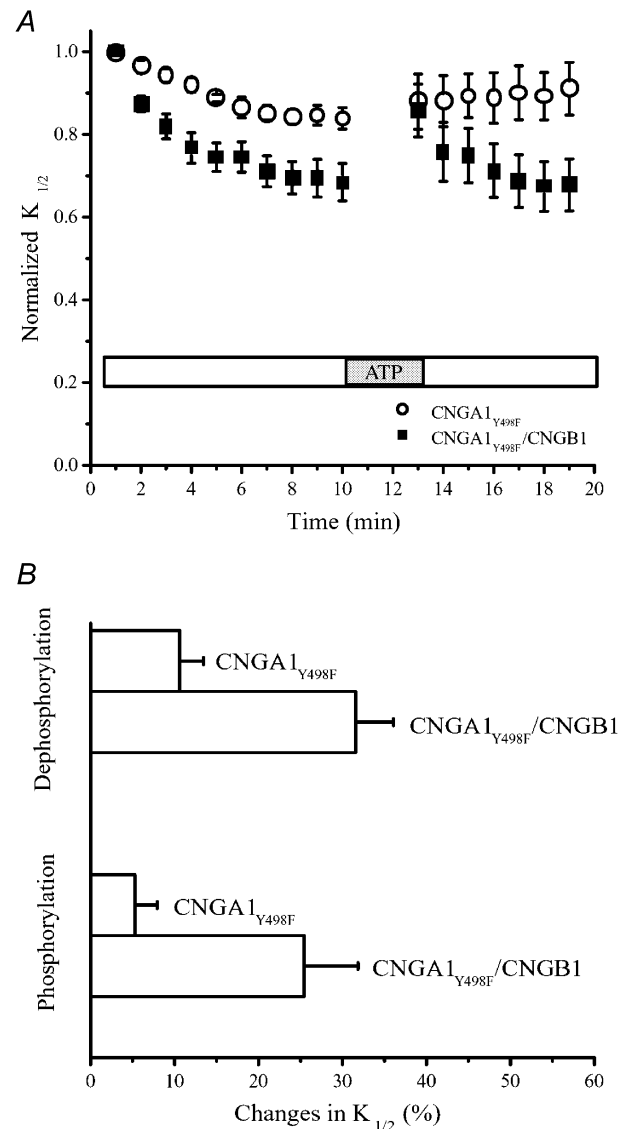 A
Normalized K 1/2
1.0
0.8
0.6
0.4
0.2
0.0
ATP
CNGA1Y498F
CNGA1Y498F/CNGB1
0 2 4 6 8 10 12 14 16 18 20
Time (min)
B
Dephosphorylation
CNGA1Y498F
CNGA1Y498F/CNGB1
Phosphorylation
CNGA1Y498F
CNGA1Y498F/CNGB1
0 10 20 30 40 50 60
Changes in K 1/2 (%)